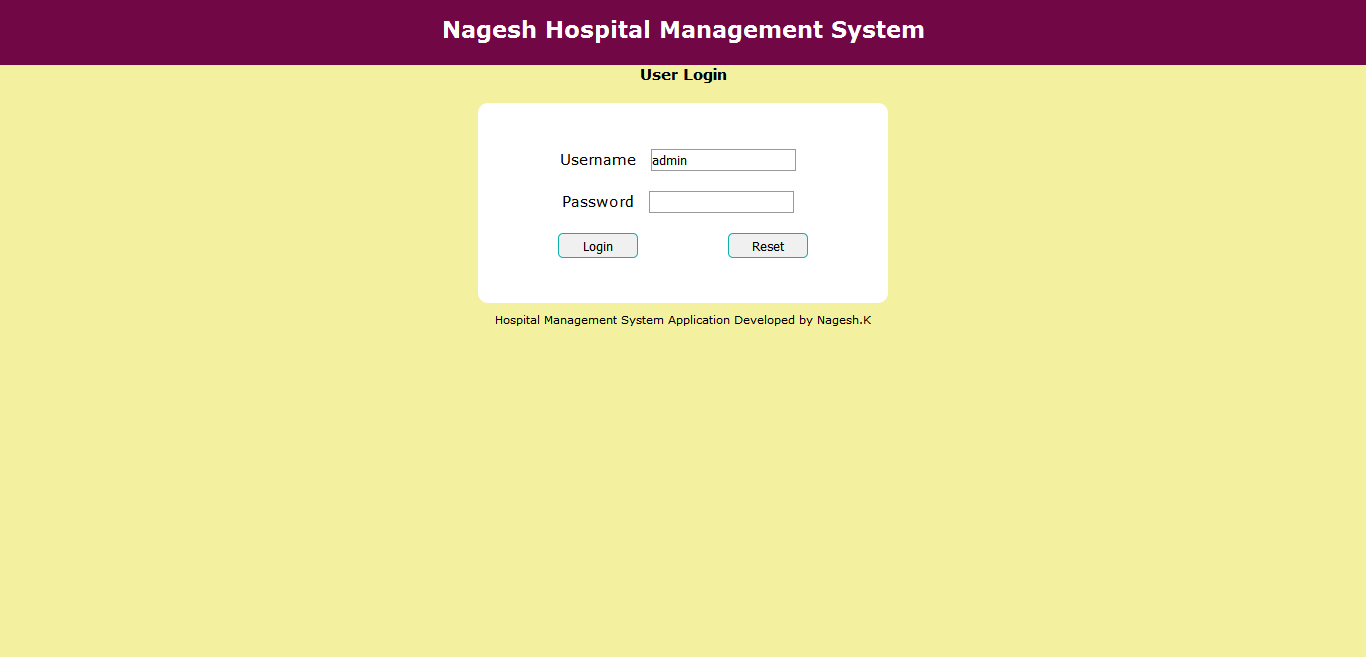 Nagesh Hospital Management System
User Login
Username admin
Password
Login Reset
Hospital Management System Application Developed by Nagesh.K